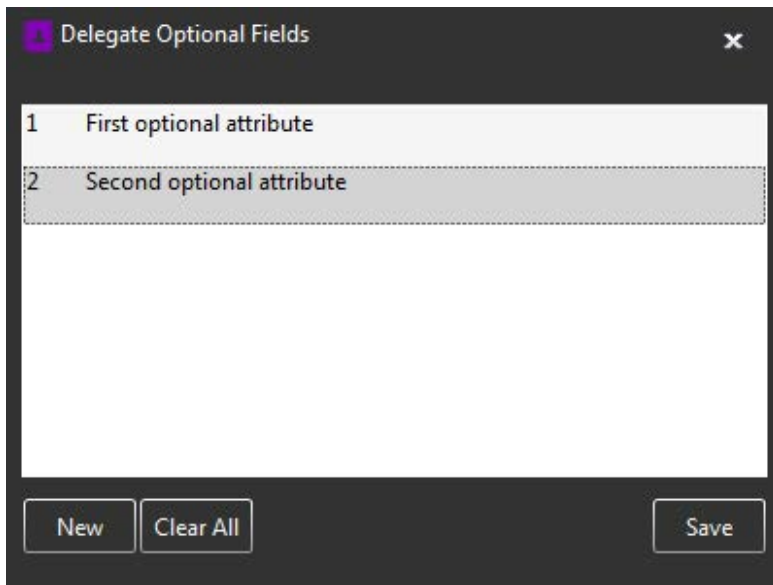 Delegate Optional Fields
1 First optional attribute
2 Second optional attribute
New Clear All Save